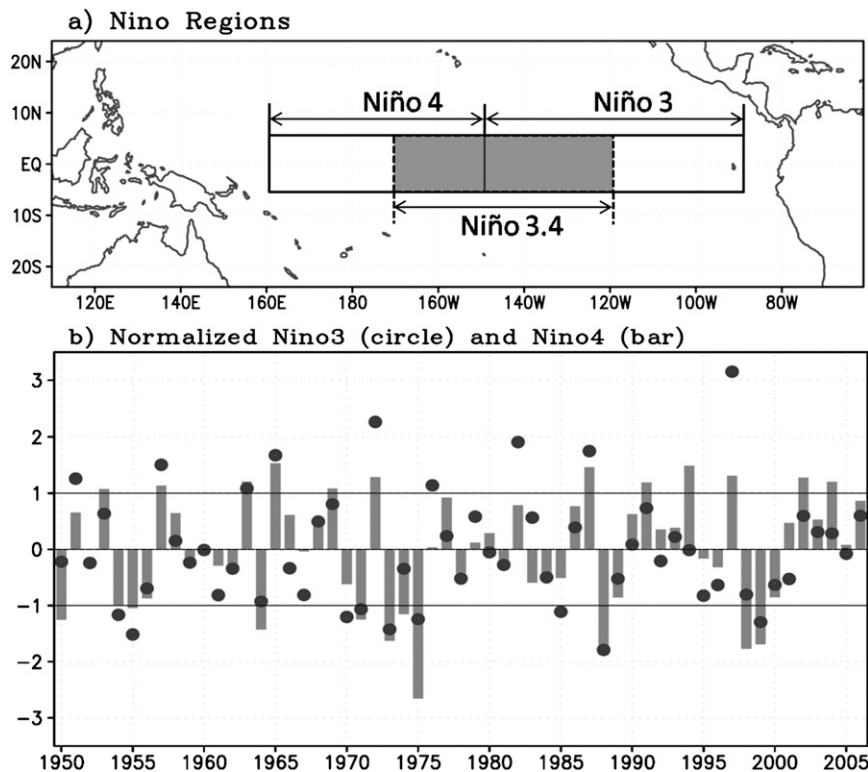 a) Nino Regions
20N
10N
EQ
10S
20S
Niño 4
Niño 3
Niño 3.4
120E 140E 160E 180 160W 140W 120W 100W 80W
b) Normalized Nino3 (circle) and Nino4 (bar)
3
2
1
0
-1
-2
-3
1950 1955 1960 1965 1970 1975 1980 1985 1990 1995 2000 2005